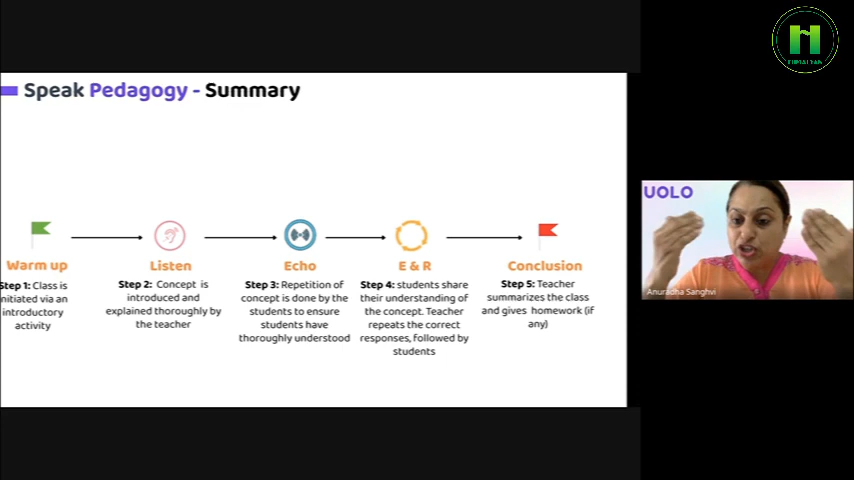 Speak Pedagogy - Summary
Warm up
Step 1: Class is
initiated via an
introductory
activity
Listen
Step 2: Concept is
introduced and
explained thoroughly by
the teacher
Echo
Step 3: Repetition of
concept is done by the
students to ensure
students have
thoroughly understood
E & R
Step 4: students share
their understanding of
the concept. Teacher
repeats the correct
responses, followed by
students
Conclusion
Step 5: Teacher
summarizes the class
and gives homework (if
any)
UOLO
Anuradha Sanghvi